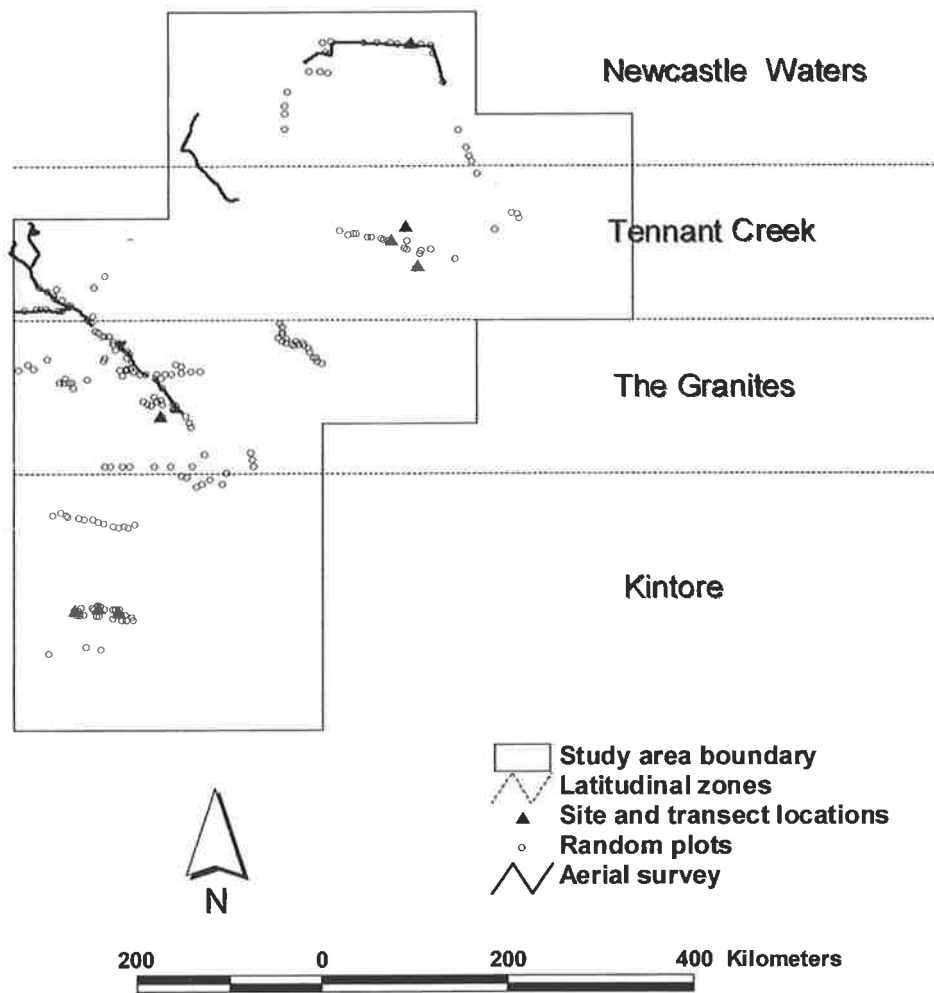 Newcastle Waters
Tennant Creek
The Granites
Kintore
Study area boundary
Latitudinal zones
Site and transect locations
Random plots
Aerial survey
N
200 0 200 400 Kilometers